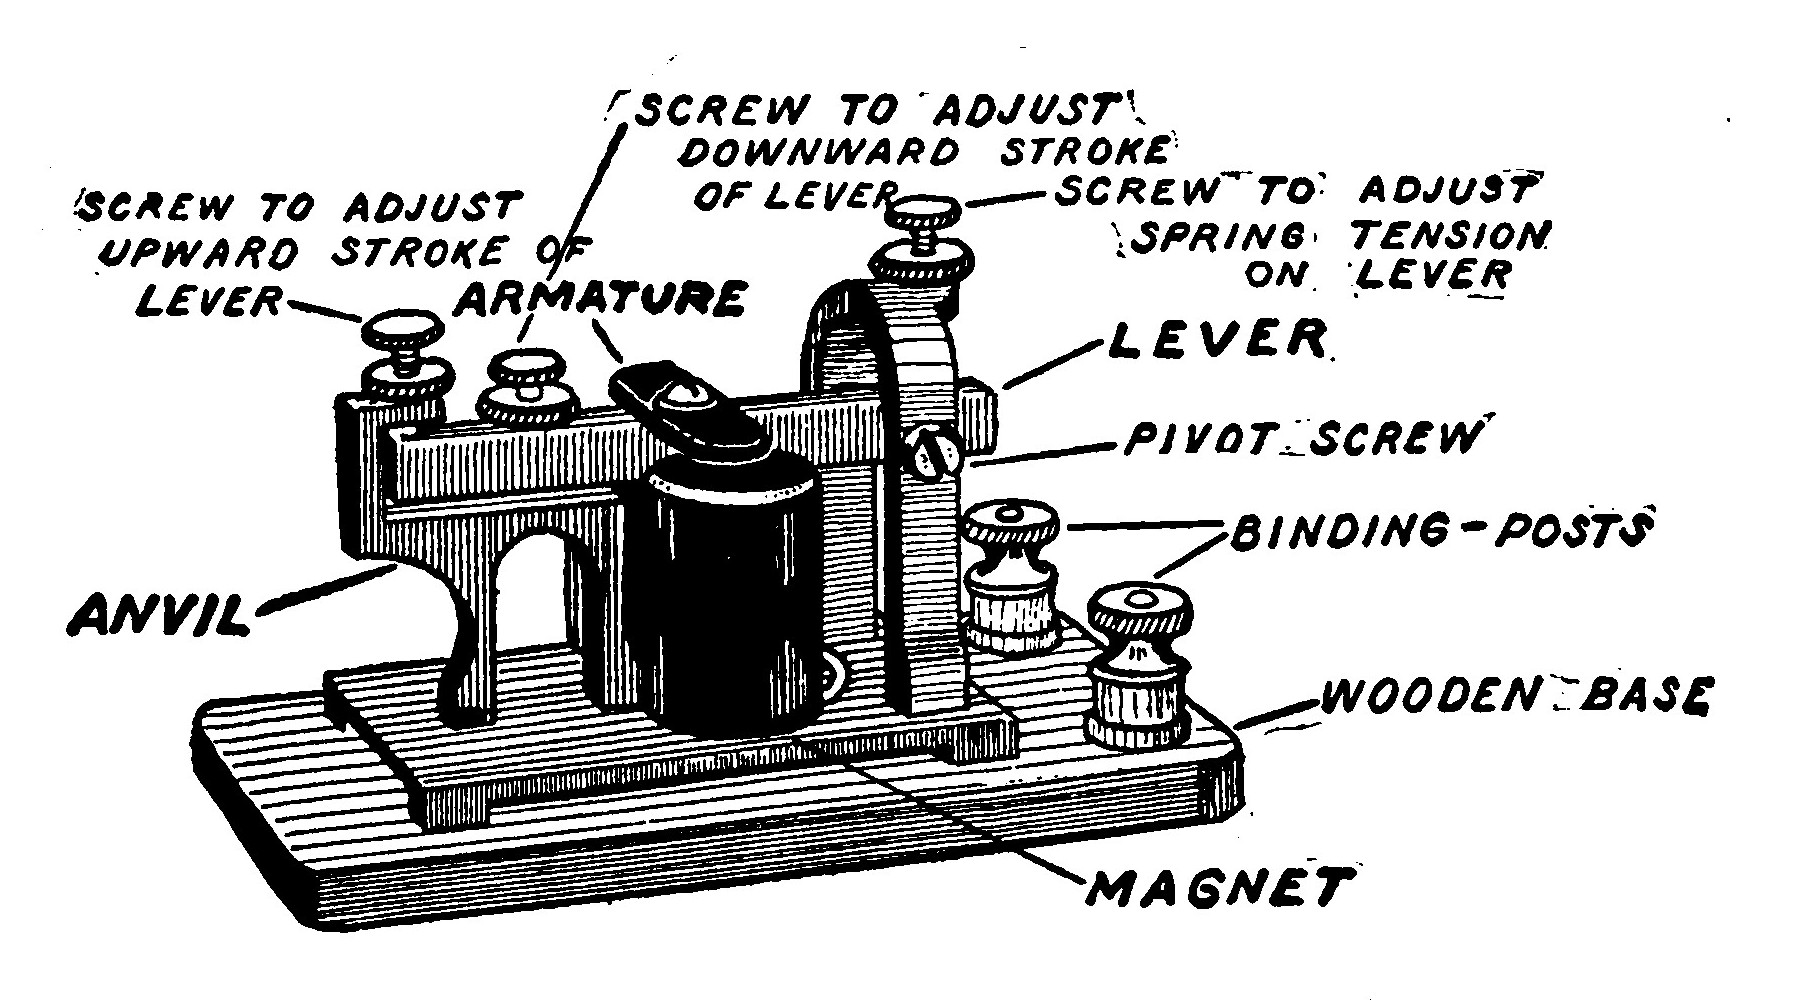 SCREW TO ADJUST
DOWNWARD STROKE
OF LEVER
SCREW TO ADJUST
SPRING TENSION
ON LEVER
SCREW TO ADJUST
UPWARD STROKE OF
LEVER
ARMATURE
LEVER
PIVOT SCREW
BINDING-POSTS
ANVIL
WOODEN BASE
MAGNET